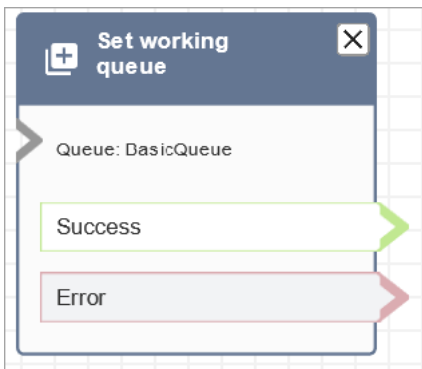 Set working
queue
Queue: BasicQueue
Success
Error